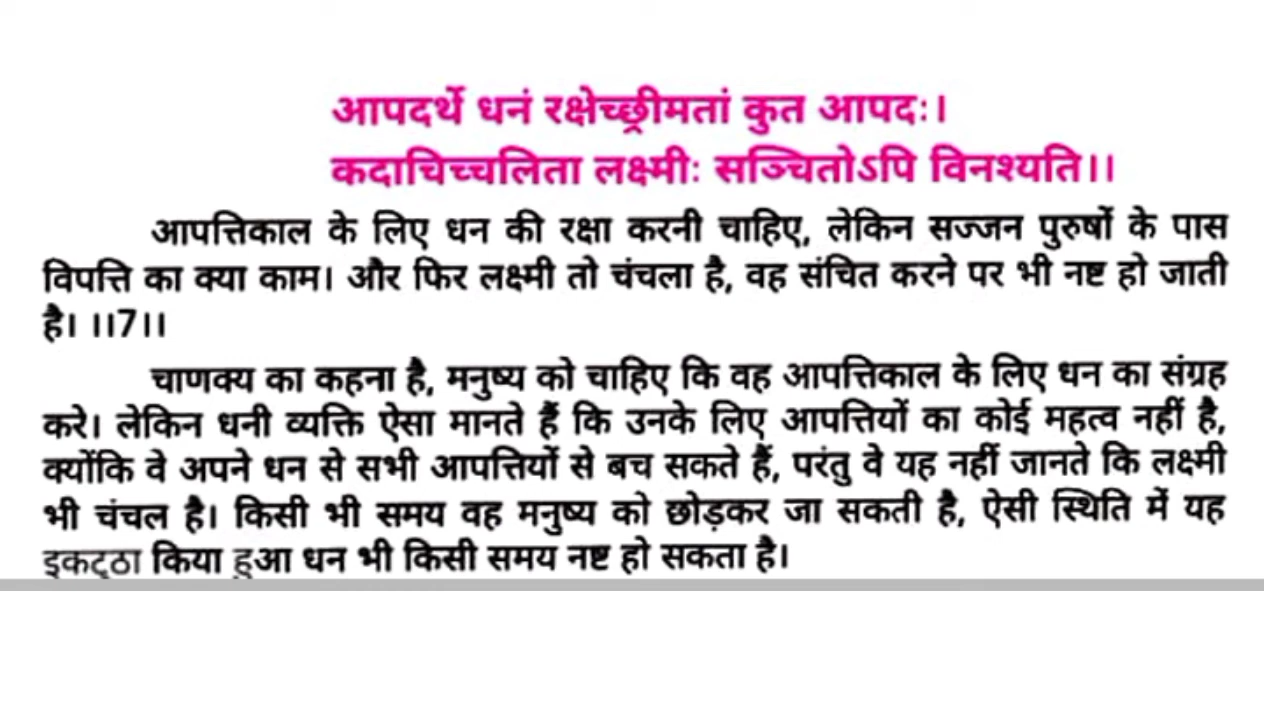 आपदर्थे धनं रक्षेच्छ्रीमतां कुत आपदः।
कदाचिच्चलिता लक्ष्मीः सञ्चितोऽपि विनश्यति।।
आपत्तिकाल के लिए धन की रक्षा करनी चाहिए, लेकिन सज्जन पुरुषों के पास
विपत्ति का क्या काम। और फिर लक्ष्मी तो चंचला है, वह संचित करने पर भी नष्ट हो जाती
है। ।।7।।
चाणक्य का कहना है, मनुष्य को चाहिए कि वह आपत्तिकाल के लिए धन का संग्रह
करे। लेकिन धनी व्यक्ति ऐसा मानते हैं कि उनके लिए आपत्तियों का कोई महत्व नहीं है,
क्योंकि वे अपने धन से सभी आपत्तियों से बच सकते हैं, परंतु वे यह नहीं जानते कि लक्ष्मी
भी चंचल है। किसी भी समय वह मनुष्य को छोड़कर जा सकती है, ऐसी स्थिति में यह
इकट्ठा किया हुआ धन भी किसी समय नष्ट हो सकता है।